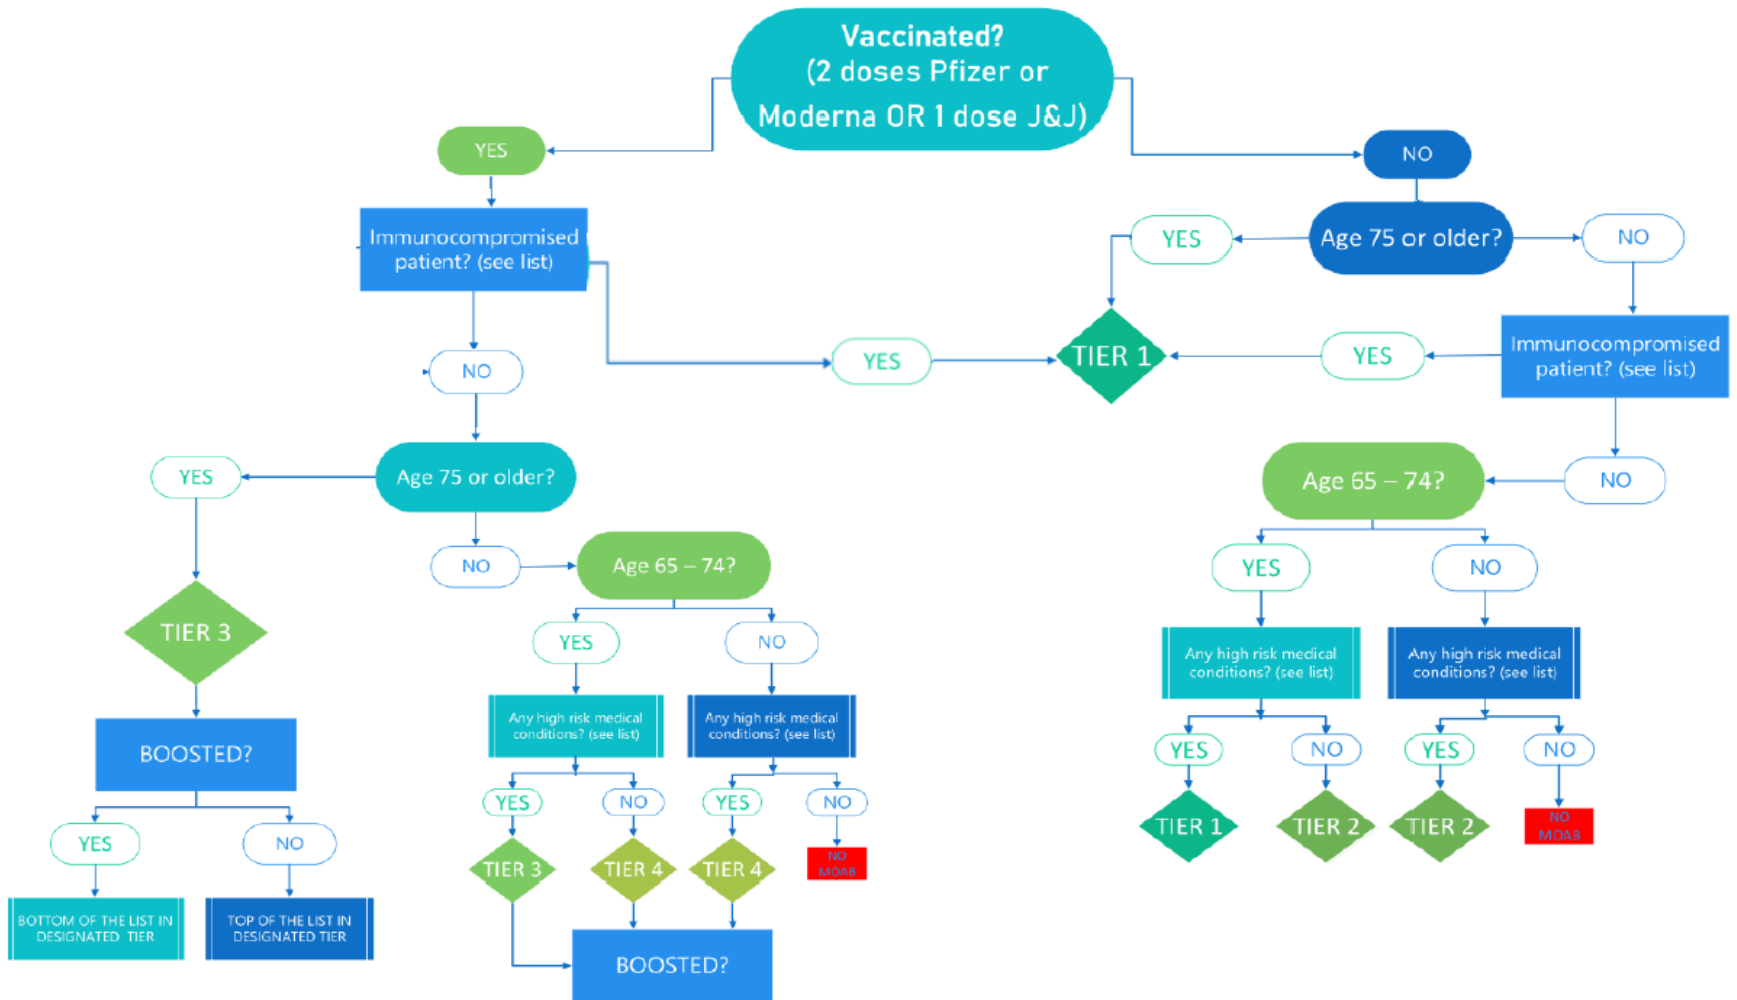 Vaccinated?
(2 doses Pfizer or
Moderna OR 1 dose J&J)
YES
NO
Immunocompromised
patient? (see list)
YES
Age 75 or older?
NO
NO
YES
TIER 1
YES
Immunocompromised
patient? (see list)
YES
Age 75 or older?
Age 65 – 74?
NO
NO
Age 65 – 74?
YES
NO
TIER 3
YES
NO
Any high risk medical
conditions? (see list)
Any high risk medical
conditions? (see list)
BOOSTED?
Any high risk medical
conditions? (see list)
Any high risk medical
conditions? (see list)
YES
NO
YES
NO
YES
NO
YES
NO
YES
NO
TIER 1
TIER 2
TIER 2
NO
MOAB
TIER 3
TIER 4
TIER 4
NO
MOAB
BOTTOM OF THE LIST IN
DESIGNATED TIER
TOP OF THE LIST IN
DESIGNATED TIER
BOOSTED?